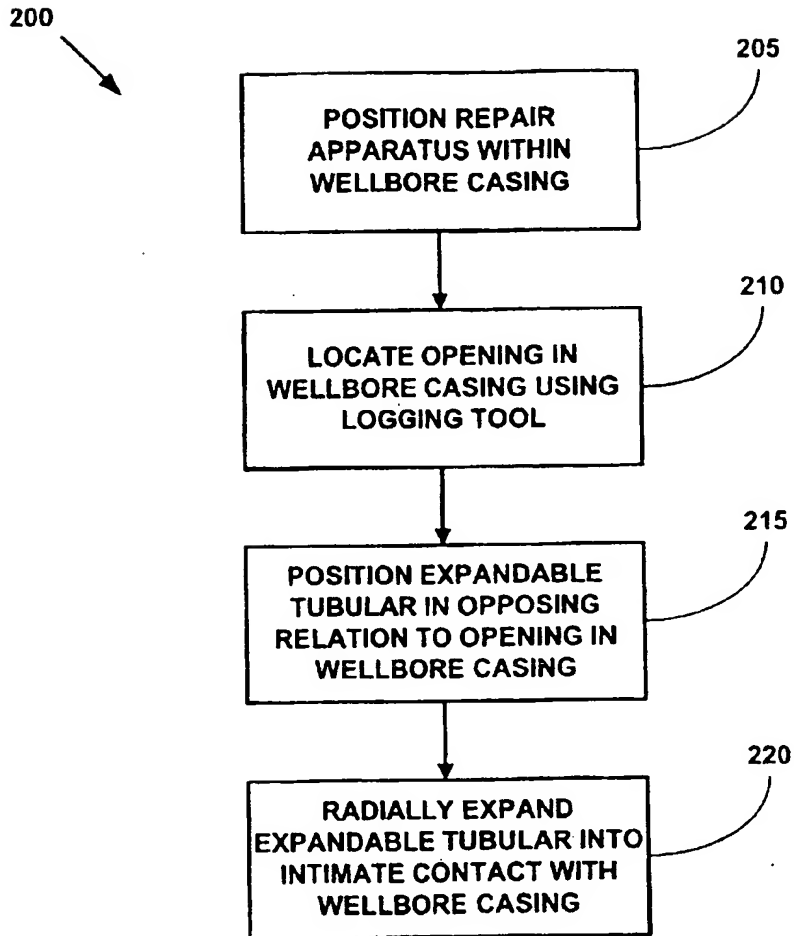 200
205
POSITION REPAIR
APPARATUS WITHIN
WELLBORE CASING
210
LOCATE OPENING IN
WELLBORE CASING USING
LOGGING TOOL
215
POSITION EXPANDABLE
TUBULAR IN OPPOSING
RELATION TO OPENING IN
WELLBORE CASING
220
RADIALLY EXPAND
EXPANDABLE TUBULAR INTO
INTIMATE CONTACT WITH
WELLBORE CASING